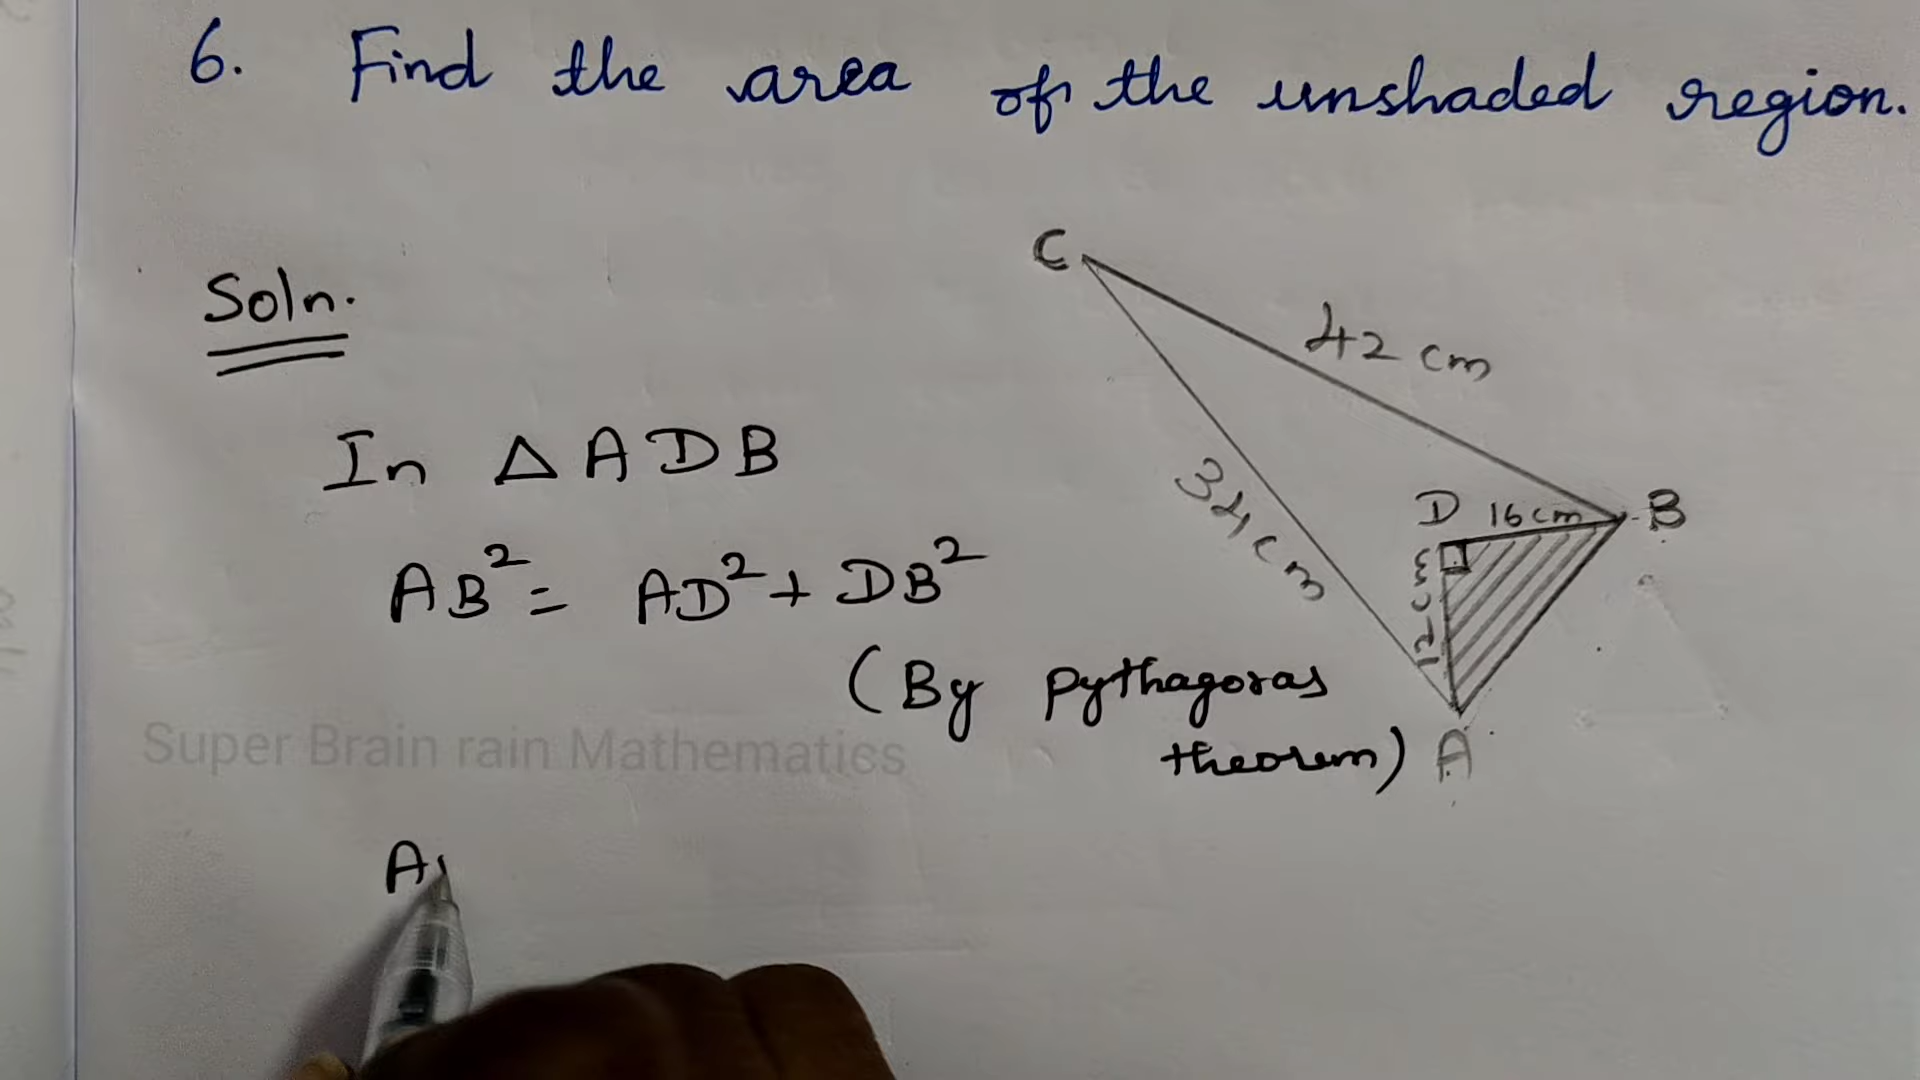 6. Find the area of the unshaded region.
Soln.
In △ ADB
AB² = AD² + DB²
(By pythagoras
theorem)
C
42 cm
34 cm
D 16 cm B
12 cm
A
Super Brain rain Mathematics
A